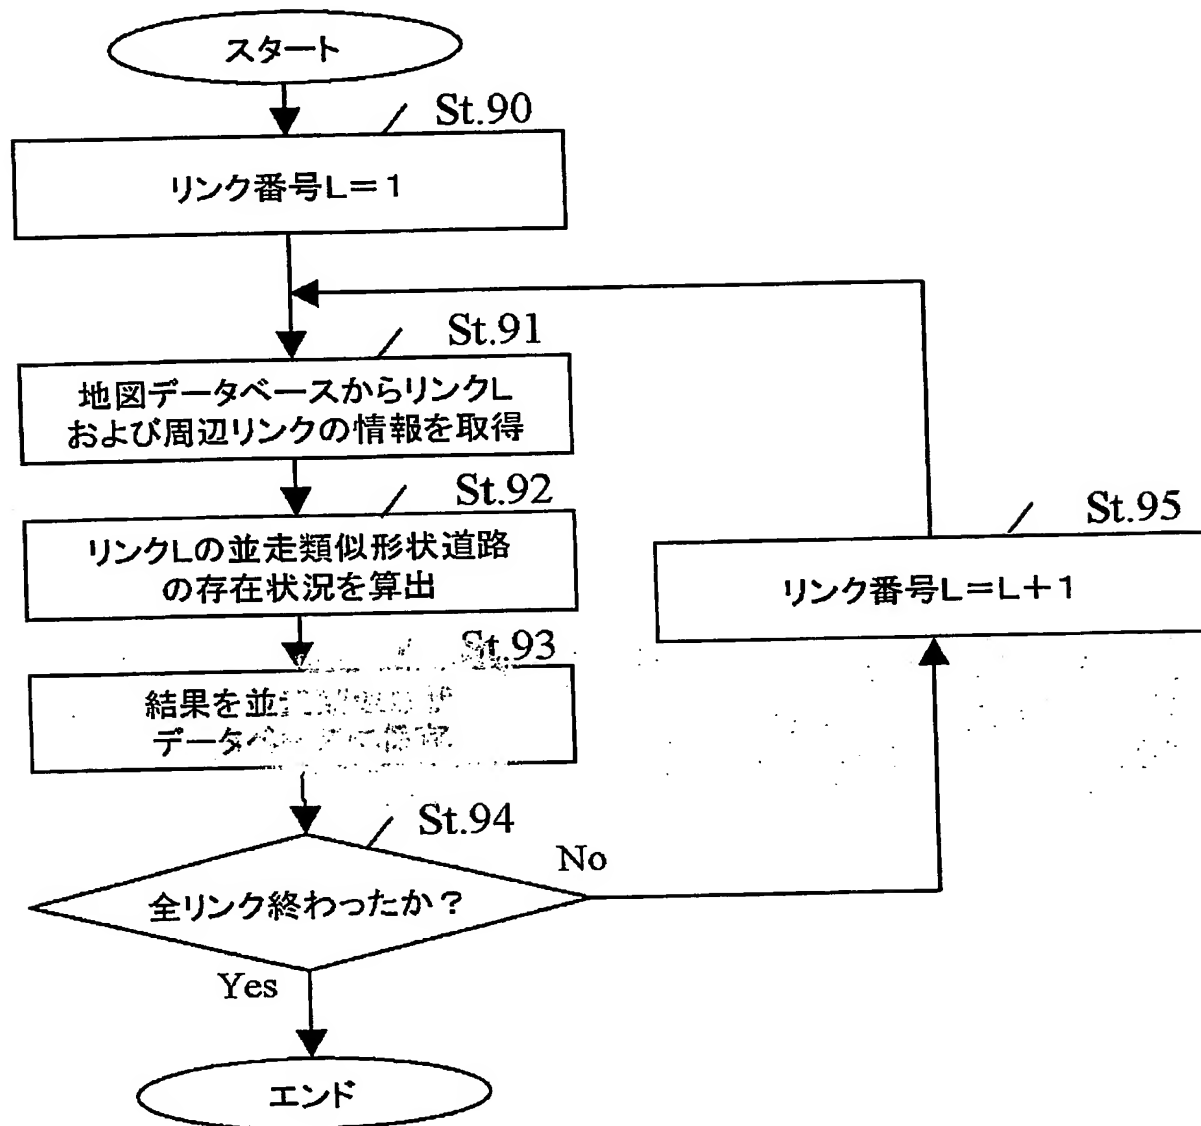 スタート
St.90
リンク番号L=1
St.91
地図データベースからリンクL
および周辺リンクの情報を取得
St.92
リンクLの並走類似形状道路
の存在状況を算出
St.95
リンク番号L=L+1
St.93
結果を並
データ
St.94
No
全リンク終わったか?
Yes
エンド